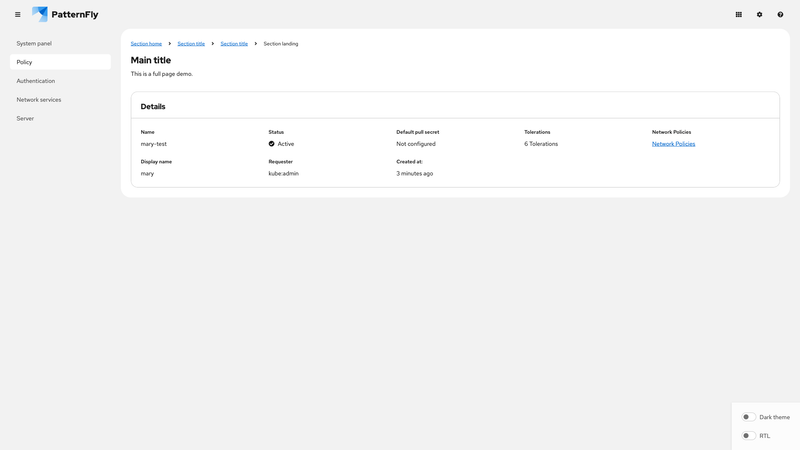 PatternFly
System panel
Policy
Authentication
Network services
Server
Section home
Section title
Section title
Section landing
Main title
This is a full page demo.
Details
Name
mary-test
Status
Active
Default pull secret
Not configured
Tolerations
6 Tolerations
Network Policies
Network Policies
Display name
mary
Requester
kube:admin
Created at:
3 minutes ago
Dark theme
RTL